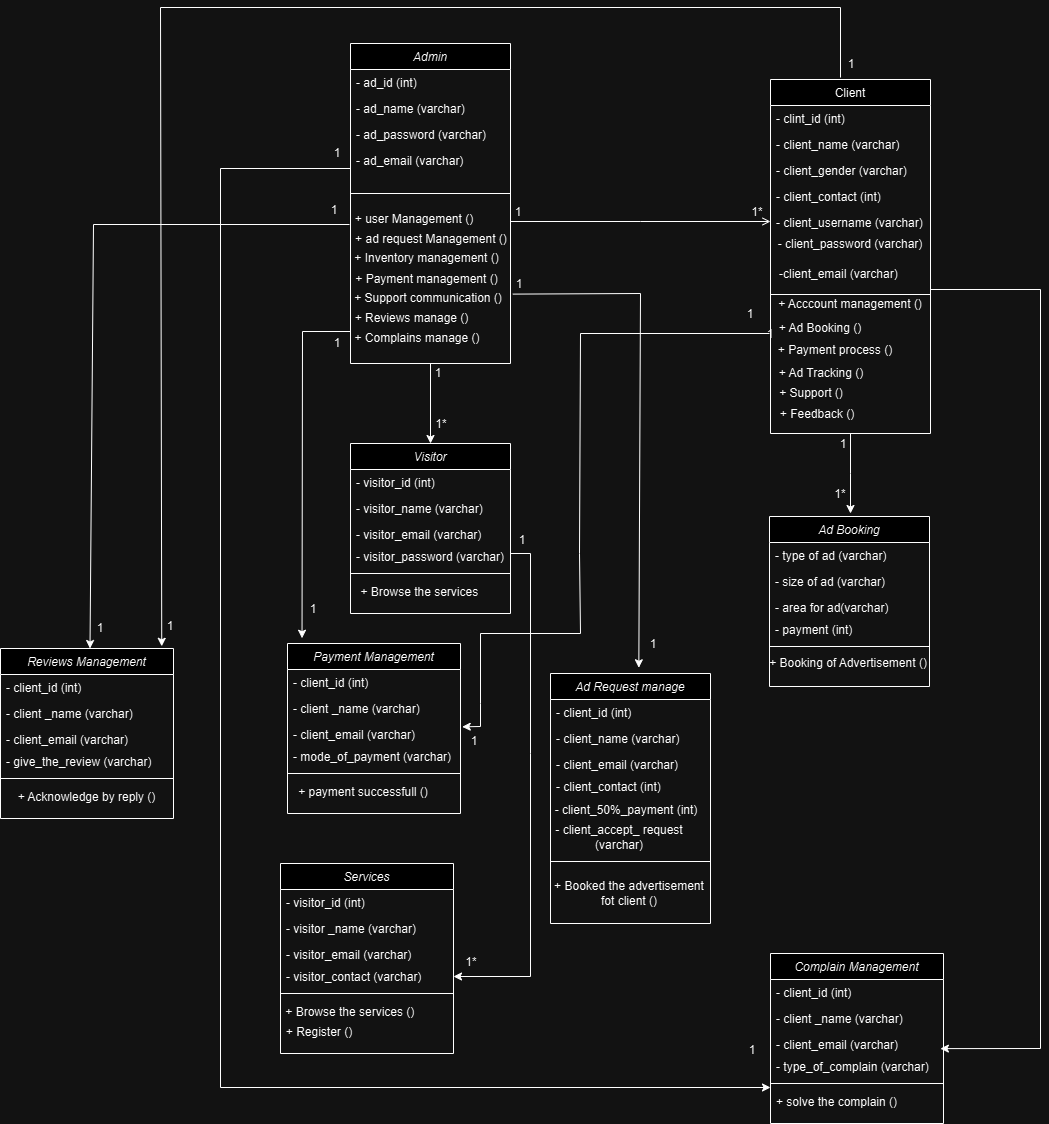 1
Admin
- ad_id (int)
- ad_name (varchar)
- ad_password (varchar)
- ad_email (varchar)
+ user Management ()
+ ad request Management ()
+ Inventory management ()
+ Payment management ()
+ Support communication ()
+ Reviews manage ()
+ Complains manage ()
1
1
1
1*
1
1
1
1*
Client
- clint_id (int)
- client_name (varchar)
- client_gender (varchar)
- client_contact (int)
- client_username (varchar)
- client_password (varchar)
-client_email (varchar)
+ Acccount management ()
+ Ad Booking ()
+ Payment process ()
+ Ad Tracking ()
+ Support ()
+ Feedback ()
1
1
1
1*
Visitor
- visitor_id (int)
- visitor_name (varchar)
- visitor_email (varchar)
- visitor_password (varchar)
+ Browse the services
1
Ad Booking
- type of ad (varchar)
- size of ad (varchar)
- area for ad(varchar)
- payment (int)
+ Booking of Advertisement ()
1
1
1
1
Reviews Management
- client_id (int)
- client _name (varchar)
- client_email (varchar)
- give_the_review (varchar)
+ Acknowledge by reply ()
Payment Management
- client_id (int)
- client _name (varchar)
- client_email (varchar)
- mode_of_payment (varchar)
+ payment successfull ()
1
Ad Request manage
- client_id (int)
- client_name (varchar)
- client_email (varchar)
- client_contact (int)
- client_50%_payment (int)
- client_accept_ request
(varchar)
+ Booked the advertisement
fot client ()
Services
- visitor_id (int)
- visitor _name (varchar)
- visitor_email (varchar)
- visitor_contact (varchar)
+ Browse the services ()
+ Register ()
1*
Complain Management
- client_id (int)
- client _name (varchar)
- client_email (varchar)
- type_of_complain (varchar)
+ solve the complain ()
1